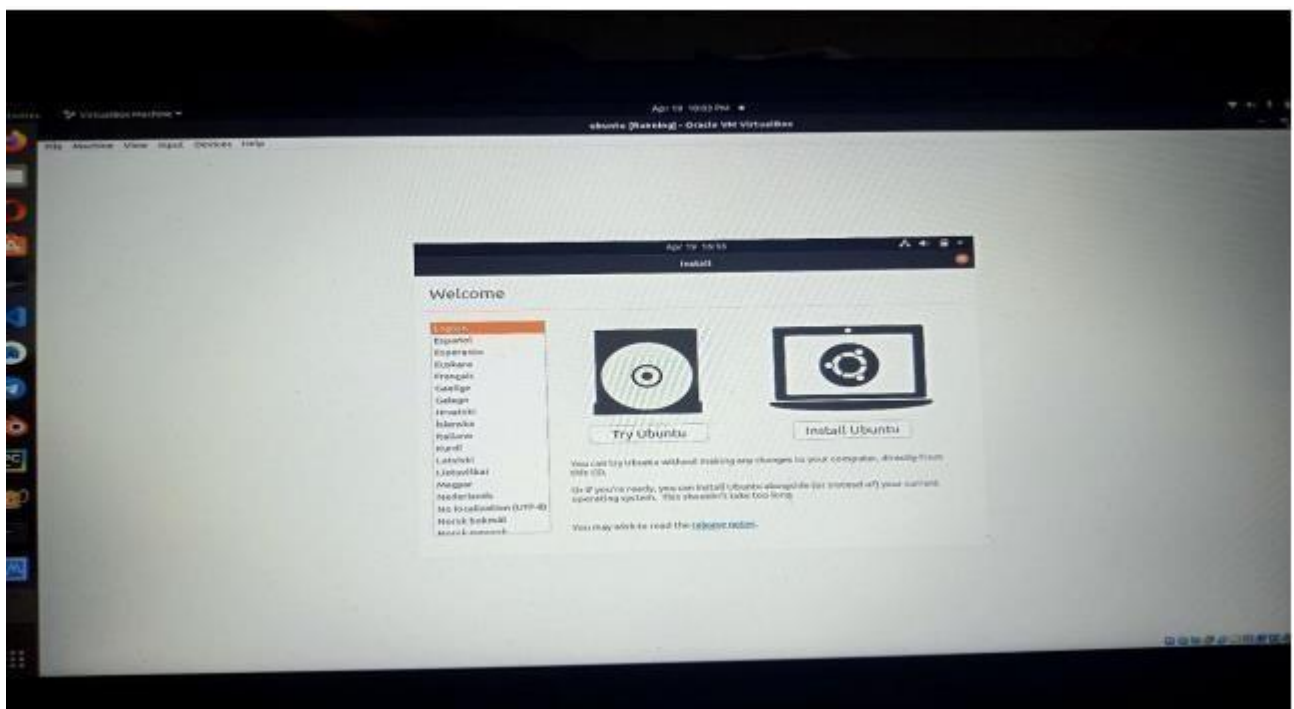 VirtualBox Machine
Apr 19 10:03 PM
ubuntu [Running] - Oracle VM VirtualBox
File Machine View Input Devices Help
Apr 19
Install
Welcome
English
Español
Esperanto
Euskara
Français
Gaeilge
Galego
Hrvatski
Íslenska
Italiano
Kurdî
Latviski
Lietuviškai
Magyar
Nederlands
No localization (UTF-8)
Norsk bokmål
Norsk nynorsk
Try Ubuntu
Install Ubuntu
You can try Ubuntu without making any changes to your computer, directly from
this CD.
Or if you're ready, you can install Ubuntu alongside (or instead of) your current
operating system. This shouldn't take too long.
You may wish to read the release notes.